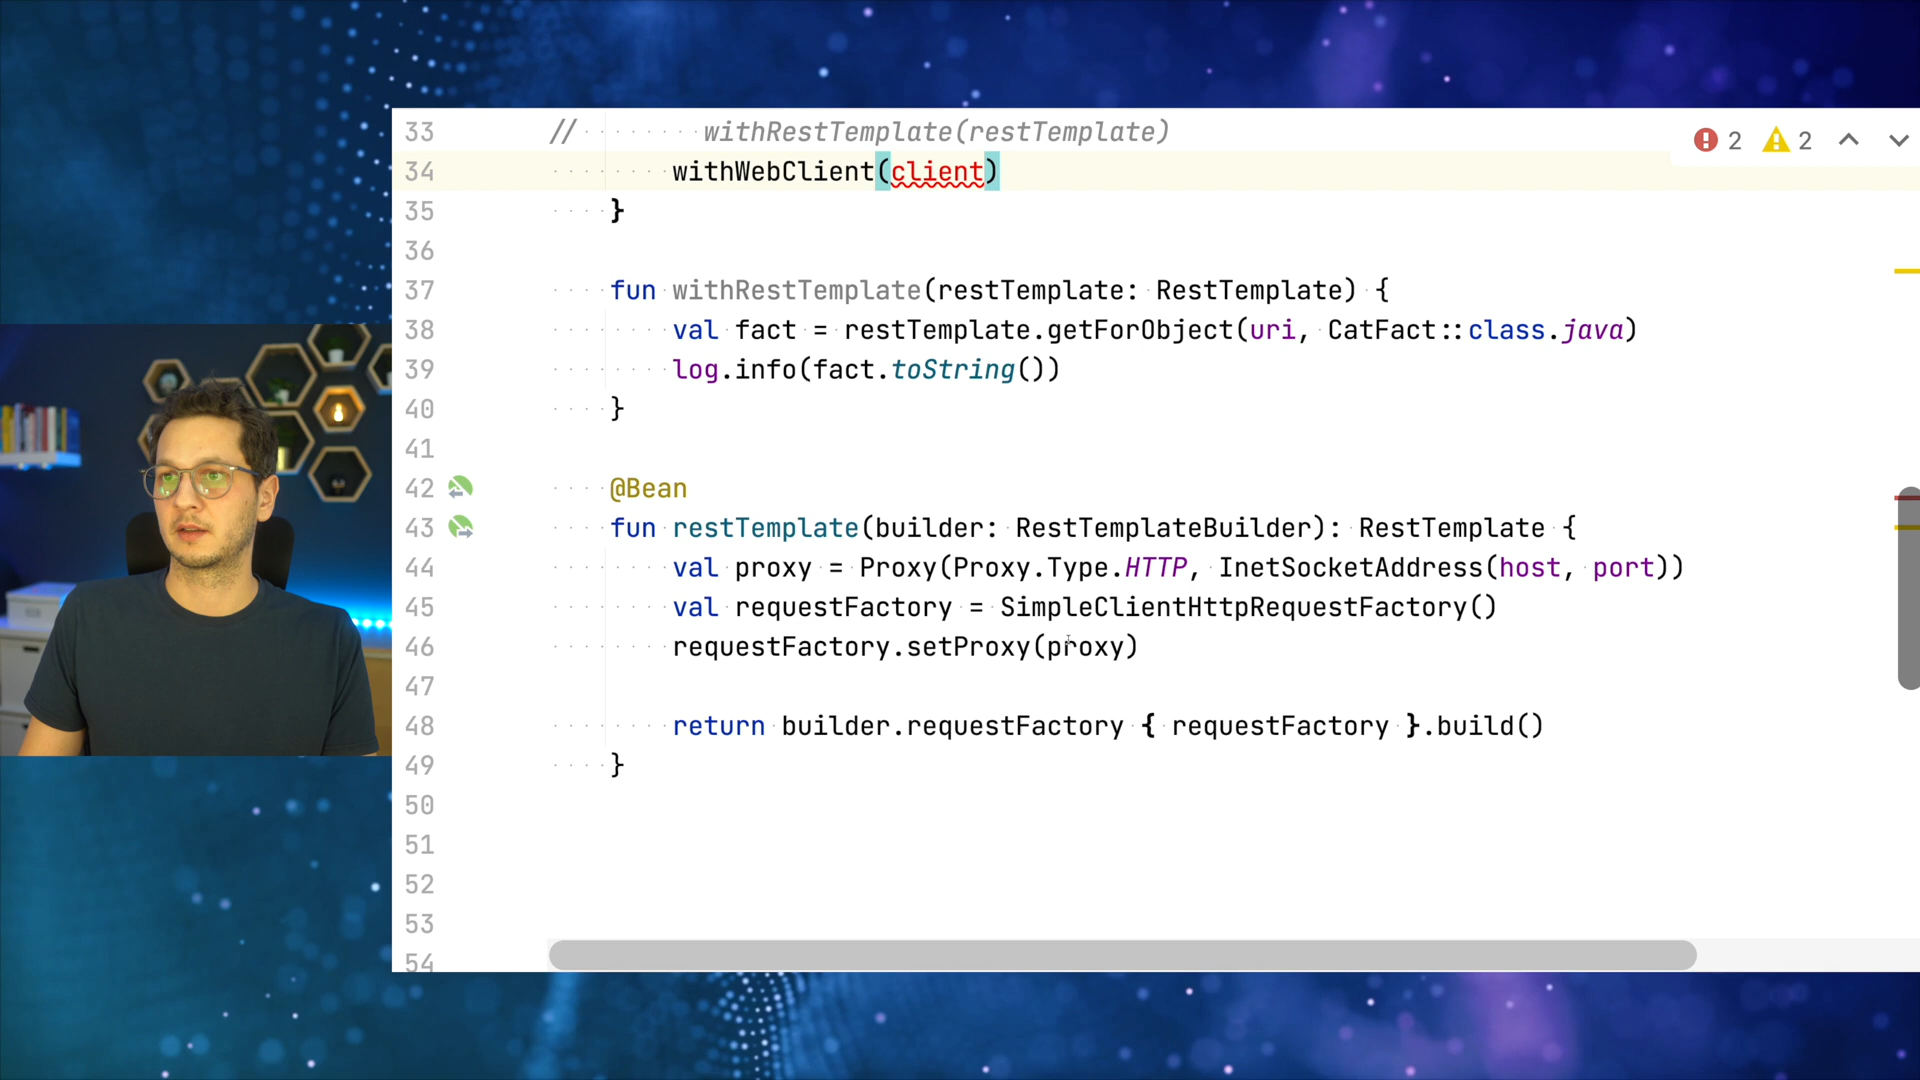 33 // withRestTemplate(restTemplate)
34 withWebClient(client)
35 }
36
37 fun withRestTemplate(restTemplate: RestTemplate) {
38 val fact = restTemplate.getForObject(uri, CatFact::class.java)
39 log.info(fact.toString())
40 }
41
42 @Bean
43 fun restTemplate(builder: RestTemplateBuilder): RestTemplate {
44 val proxy = Proxy(Proxy.Type.HTTP, InetSocketAddress(host, port))
45 val requestFactory = SimpleClientHttpRequestFactory()
46 requestFactory.setProxy(proxy)
47
48 return builder.requestFactory { requestFactory }.build()
49 }
50
51
52
53
54
2 2